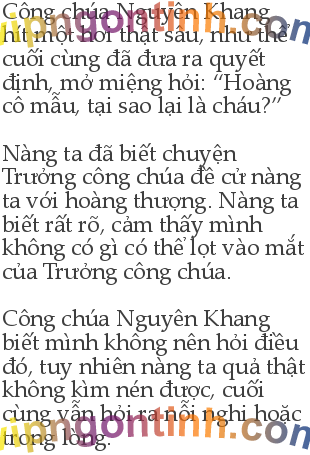 Công chúa Nguyên Khang
hít một hơi thật sâu, như thể
cuối cùng đã đưa ra quyết
định, mở miệng hỏi: “Hoàng
cô mẫu, tại sao lại là cháu?”
Nàng ta đã biết chuyện
Trưởng công chúa đề cử nàng
ta với hoàng thượng. Nàng ta
biết rất rõ, cảm thấy mình
không có gì có thể lọt vào mắt
của Trưởng công chúa.
Công chúa Nguyên Khang
biết mình không nên hỏi điều
đó, tuy nhiên nàng ta quả thật
không kìm nén được, cuối
cùng vẫn hỏi ra nỗi nghi hoặc
trong lòng.